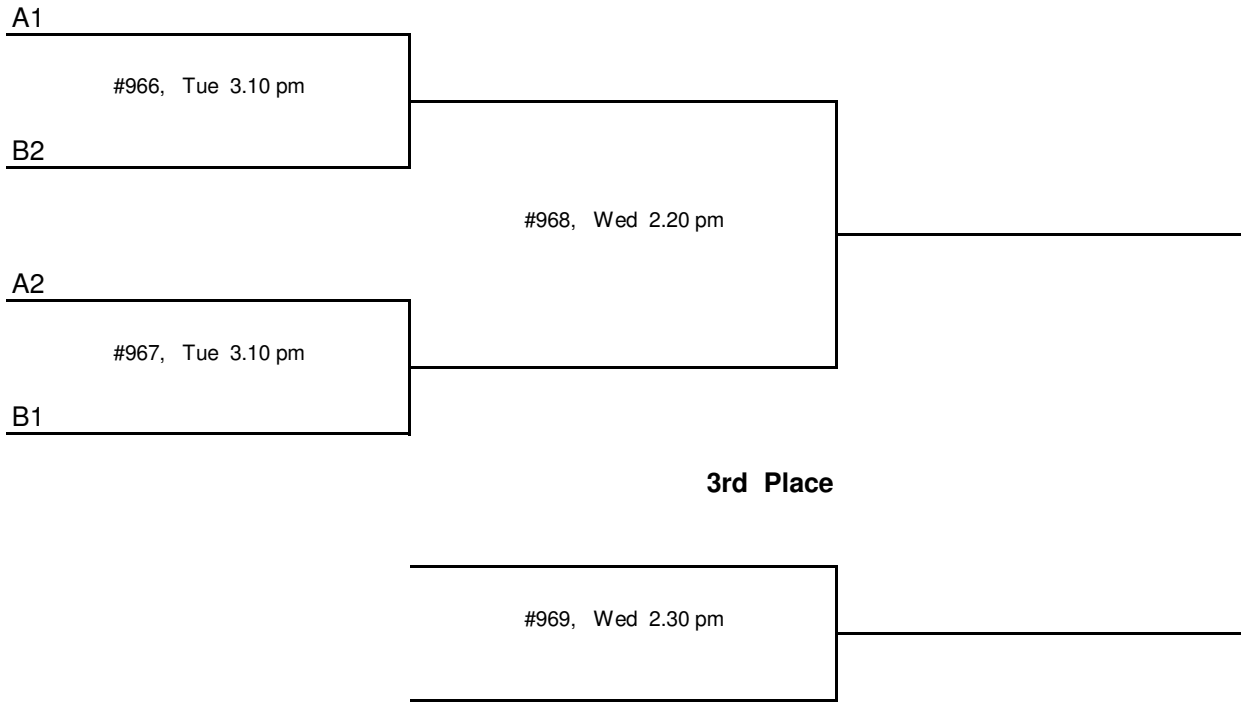 A1
#966, Tue 3.10 pm
B2
#968, Wed 2.20 pm
A2
#967, Tue 3.10 pm
B1
3rd Place
#969, Wed 2.30 pm